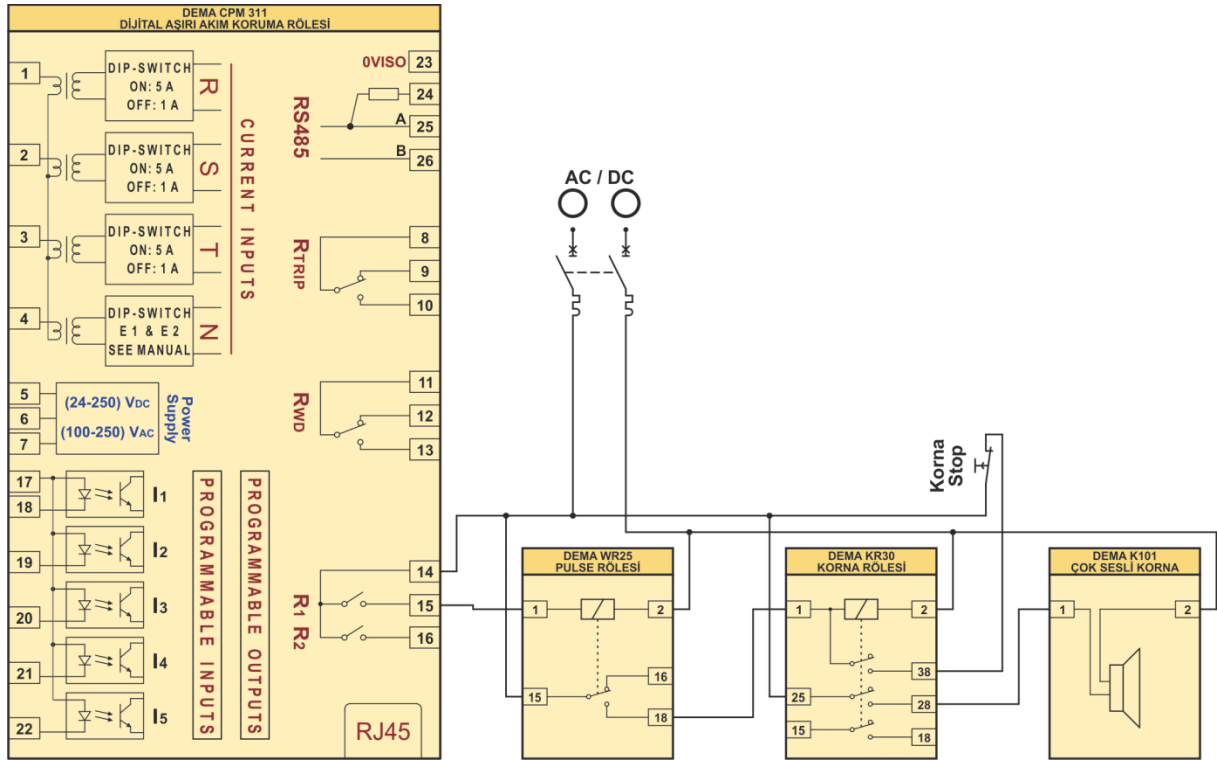 DEMA CPM 311
DİJİTAL AŞIRI AKIM KORUMA RÖLESİ
1
DIP-SWITCH
ON: 5 A
OFF: 1 A
R
2
DIP-SWITCH
ON: 5 A
OFF: 1 A
S
3
DIP-SWITCH
ON: 5 A
OFF: 1 A
T
4
DIP-SWITCH
E1 & E2
SEE MANUAL
N
CURRENT INPUTS
5
6
7
(24-250) VDC
(100-250) VAC
Power
Supply
17
18
I1
19
I2
20
I3
21
I4
22
I5
PROGRAMMABLE INPUTS
PROGRAMMABLE OUTPUTS
0VISO 23
24
RS485
A 25
B 26
RTRIP
8
9
10
RWD
11
12
13
R1 R2
14
15
16
RJ45
AC / DC
Korna
Stop
DEMA WR25
PULSE RÖLESİ
1
2
15
16
18
DEMA KR30
KORNA RÖLESİ
1
2
38
25
28
15
18
DEMA K101
ÇOK SESLİ KORNA
1
2